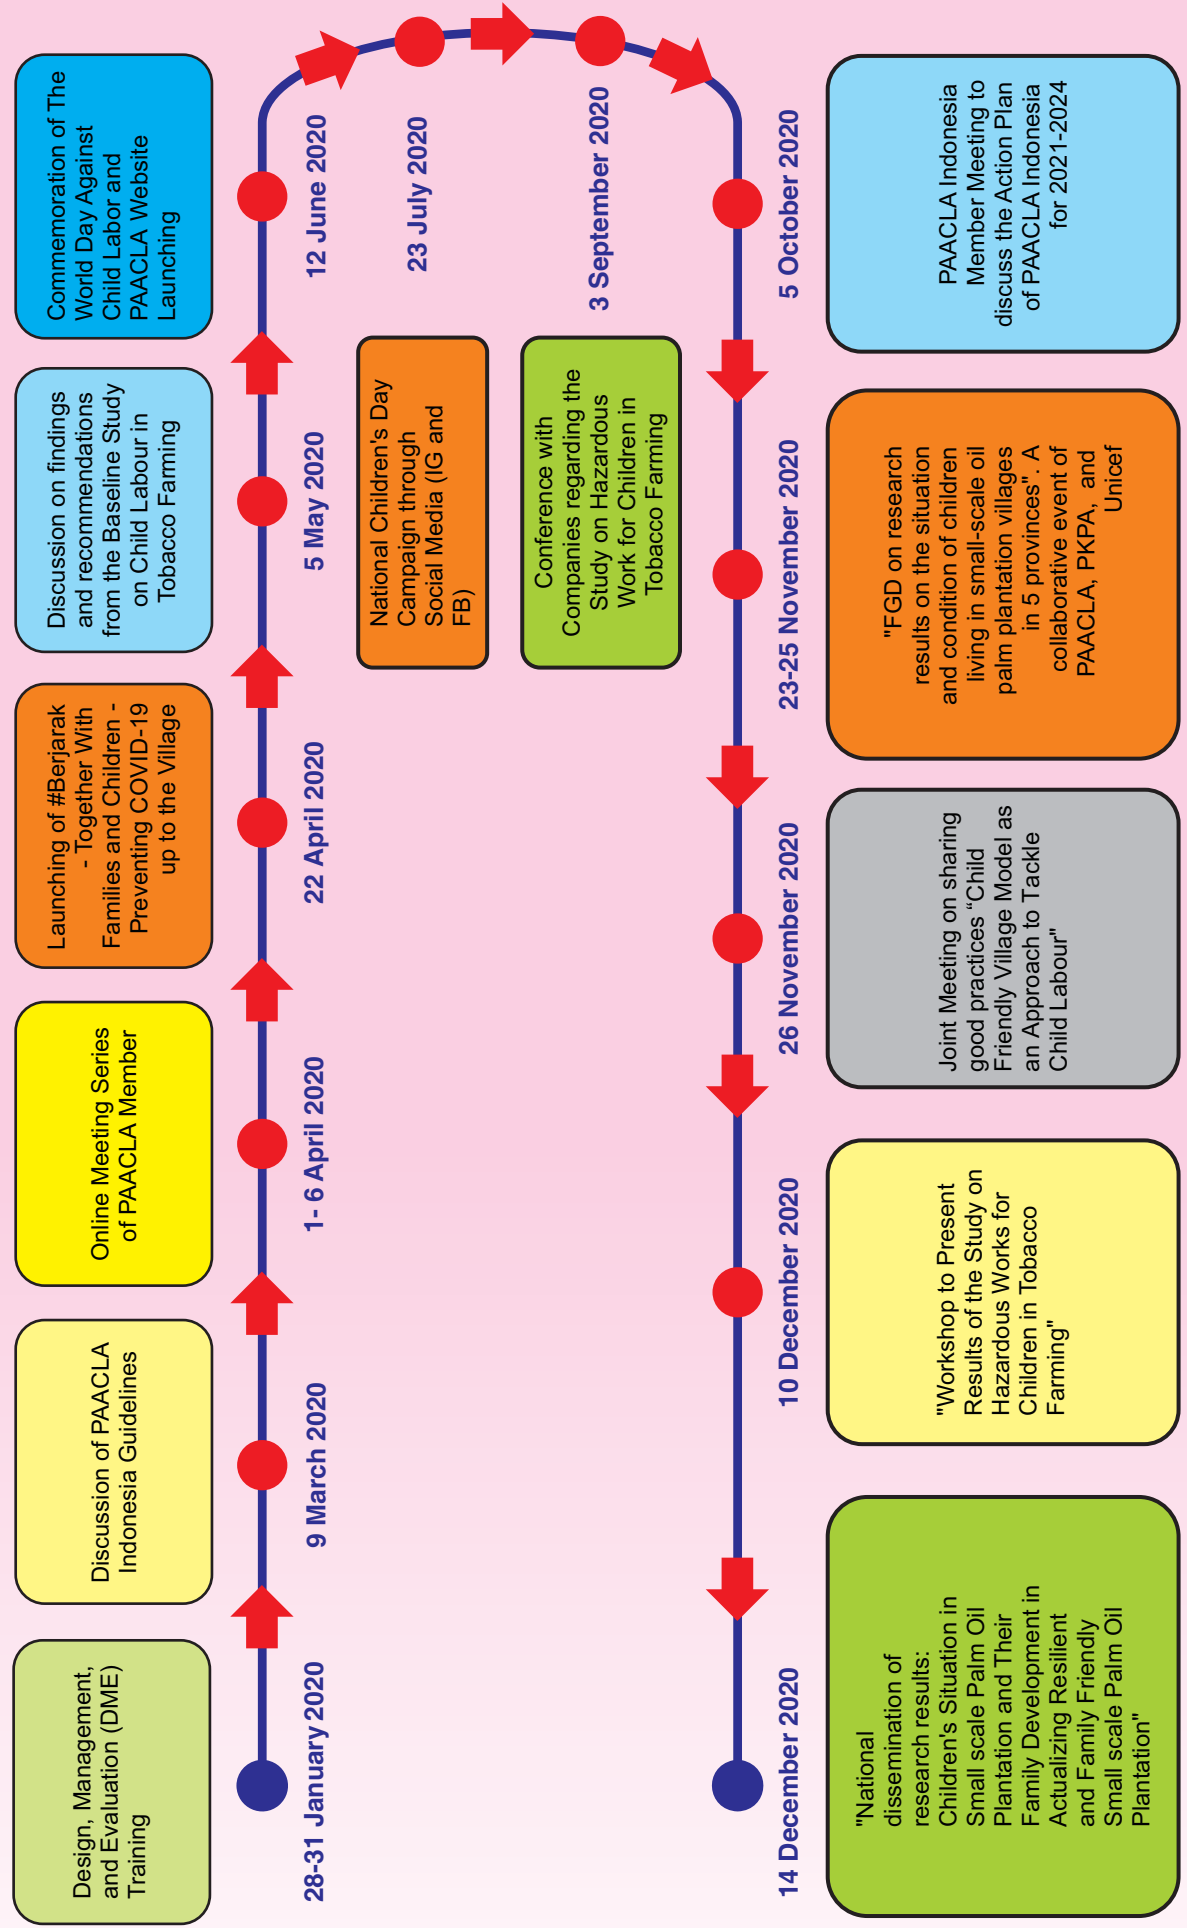 Design, Management,
and Evaluation (DME)
Training
28-31 January 2020
Discussion of PAACLA
Indonesia Guidelines
9 March 2020
Online Meeting Series
of PAACLA Member
1- 6 April 2020
Launching of #Berjarak
- Together With
Families and Children -
Preventing COVID-19
up to the Village
22 April 2020
Discussion on findings
and recommendations
from the Baseline Study
on Child Labour in
Tobacco Farming
5 May 2020
Commemoration of The
World Day Against
Child Labor and
PAACLA Website
Launching
12 June 2020
National Children's Day
Campaign through
Social Media (IG and
FB)
23 July 2020
Conference with
Companies regarding the
Study on Hazardous
Work for Children in
Tobacco Farming
3 September 2020
5 October 2020
PAACLA Indonesia
Member Meeting to
discuss the Action Plan
of PAACLA Indonesia
for 2021-2024
23-25 November 2020
"FGD on research
results on the situation
and condition of children
living in small-scale oil
palm plantation villages
in 5 provinces". A
collaborative event of
PAACLA, PKPA, and
Unicef
26 November 2020
Joint Meeting on sharing
good practices “Child
Friendly Village Model as
an Approach to Tackle
Child Labour"
10 December 2020
"Workshop to Present
Results of the Study on
Hazardous Works for
Children in Tobacco
Farming"
14 December 2020
"National
dissemination of
research results:
Children's Situation in
Small scale Palm Oil
Plantation and Their
Family Development in
Actualizing Resilient
and Family Friendly
Small scale Palm Oil
Plantation"